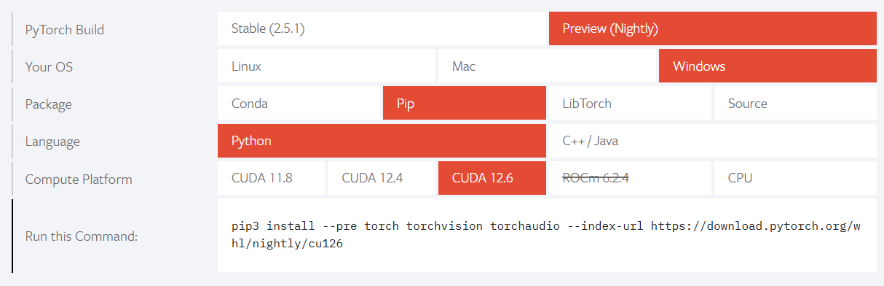 PyTorch Build Stable (2.5.1) Preview (Nightly)
Your OS Linux Mac Windows
Package Conda Pip LibTorch Source
Language Python C++ / Java
Compute Platform CUDA 11.8 CUDA 12.4 CUDA 12.6 ROCm 6.2.4 CPU
Run this Command: pip3 install --pre torch torchvision torchaudio --index-url https://download.pytorch.org/w
hl/nightly/cu126